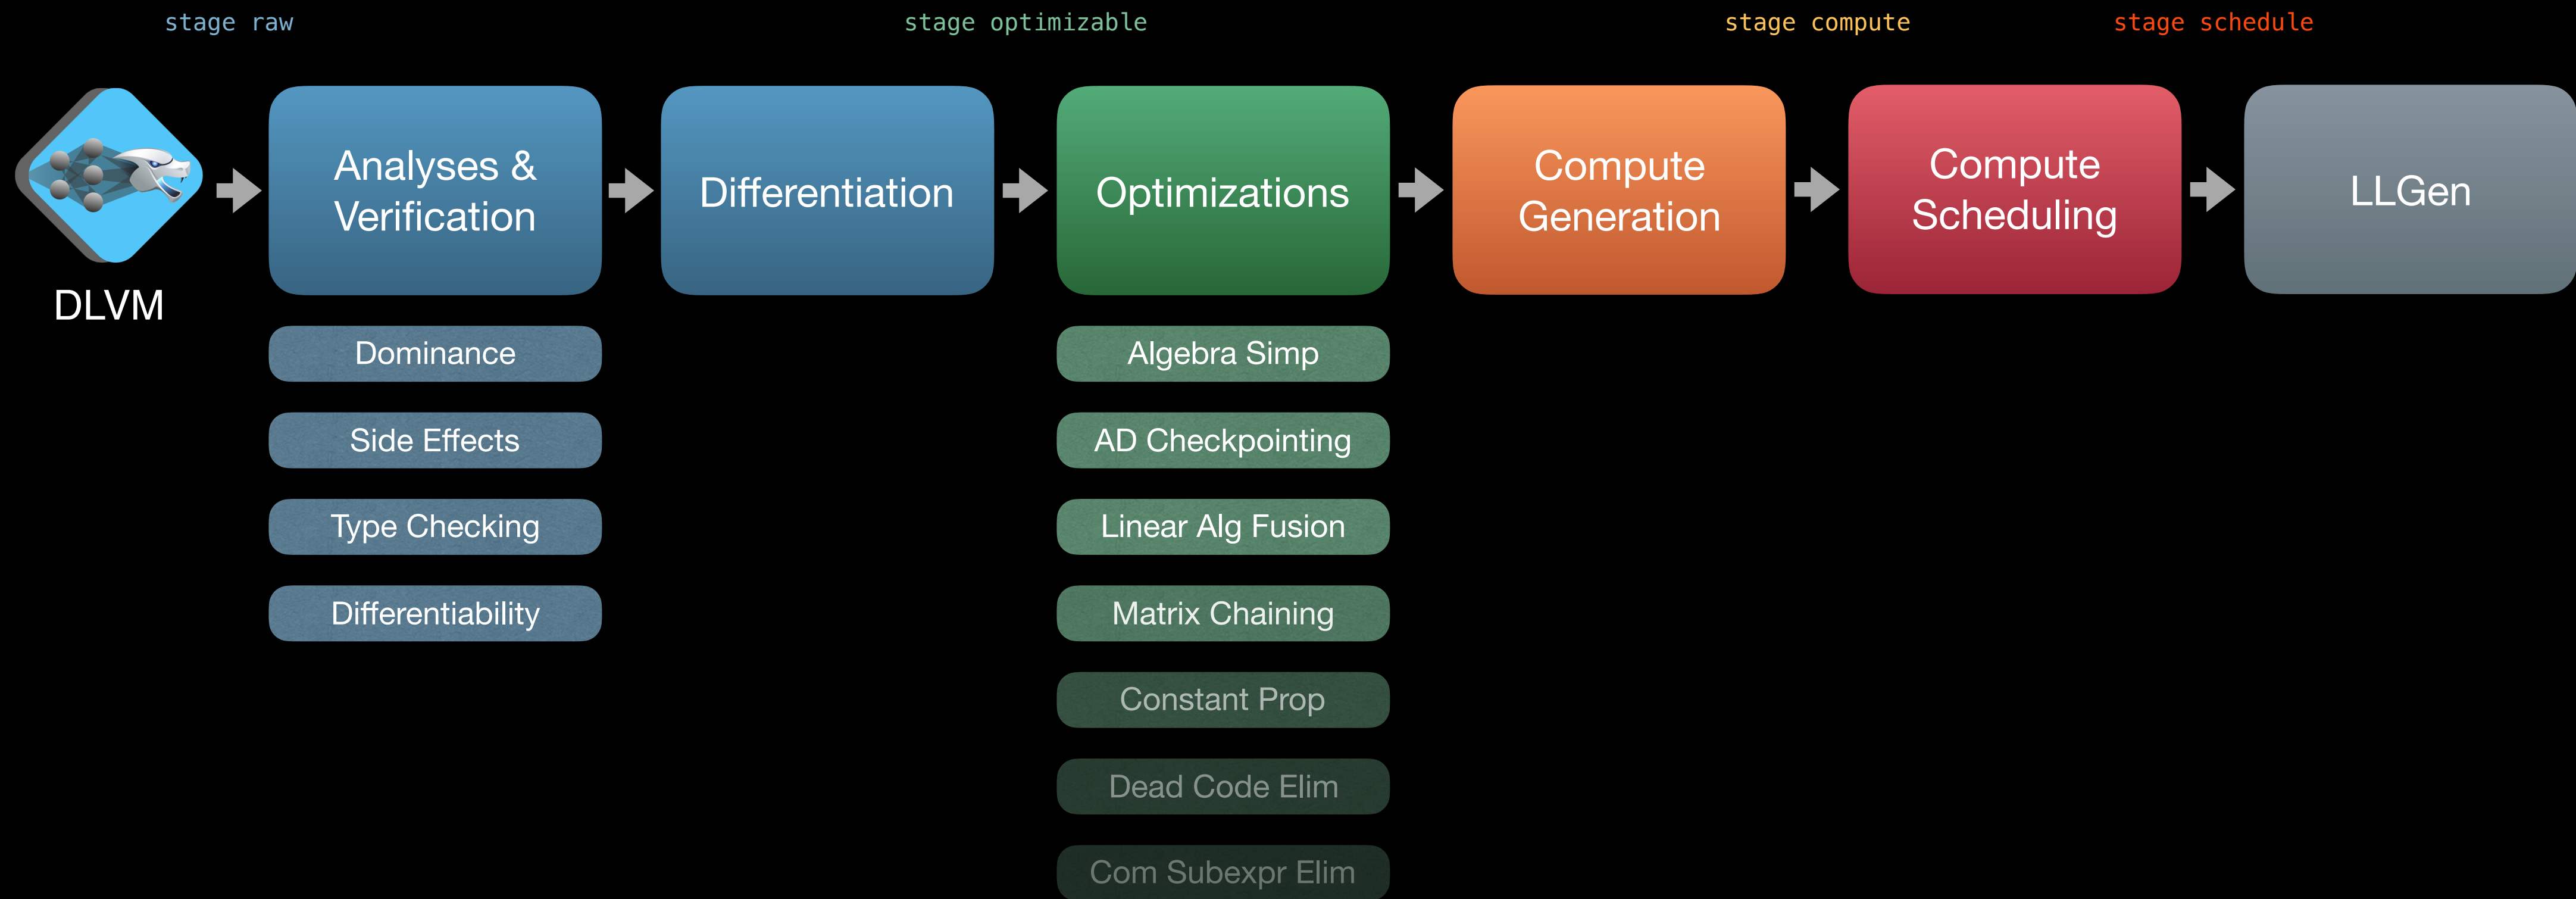 stage raw
stage optimizable
stage compute
stage schedule
DLVM
Analyses &
Verification
Differentiation
Optimizations
Compute
Generation
Compute
Scheduling
LLGen
Dominance
Side Effects
Type Checking
Differentiability
Algebra Simp
AD Checkpointing
Linear Alg Fusion
Matrix Chaining
Constant Prop
Dead Code Elim
Com Subexpr Elim